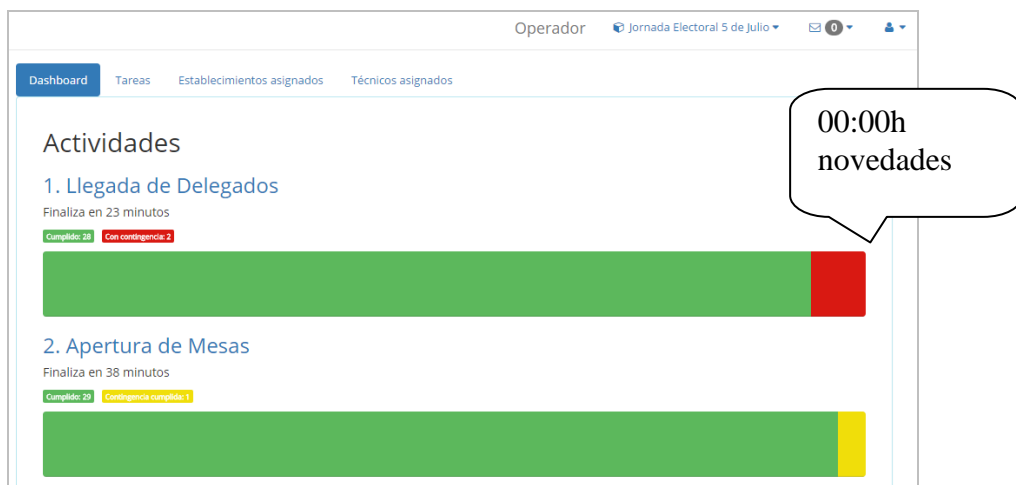 Operador Jornada Electoral 5 de Julio 0
Dashboard Tareas Establecimientos asignados Técnicos asignados
00:00h
novedades
Actividades
1. Llegada de Delegados
Finaliza en 23 minutos
Cumplido: 28 Con contingencia: 2
2. Apertura de Mesas
Finaliza en 38 minutos
Cumplido: 29 Contingencia cumplida: 1